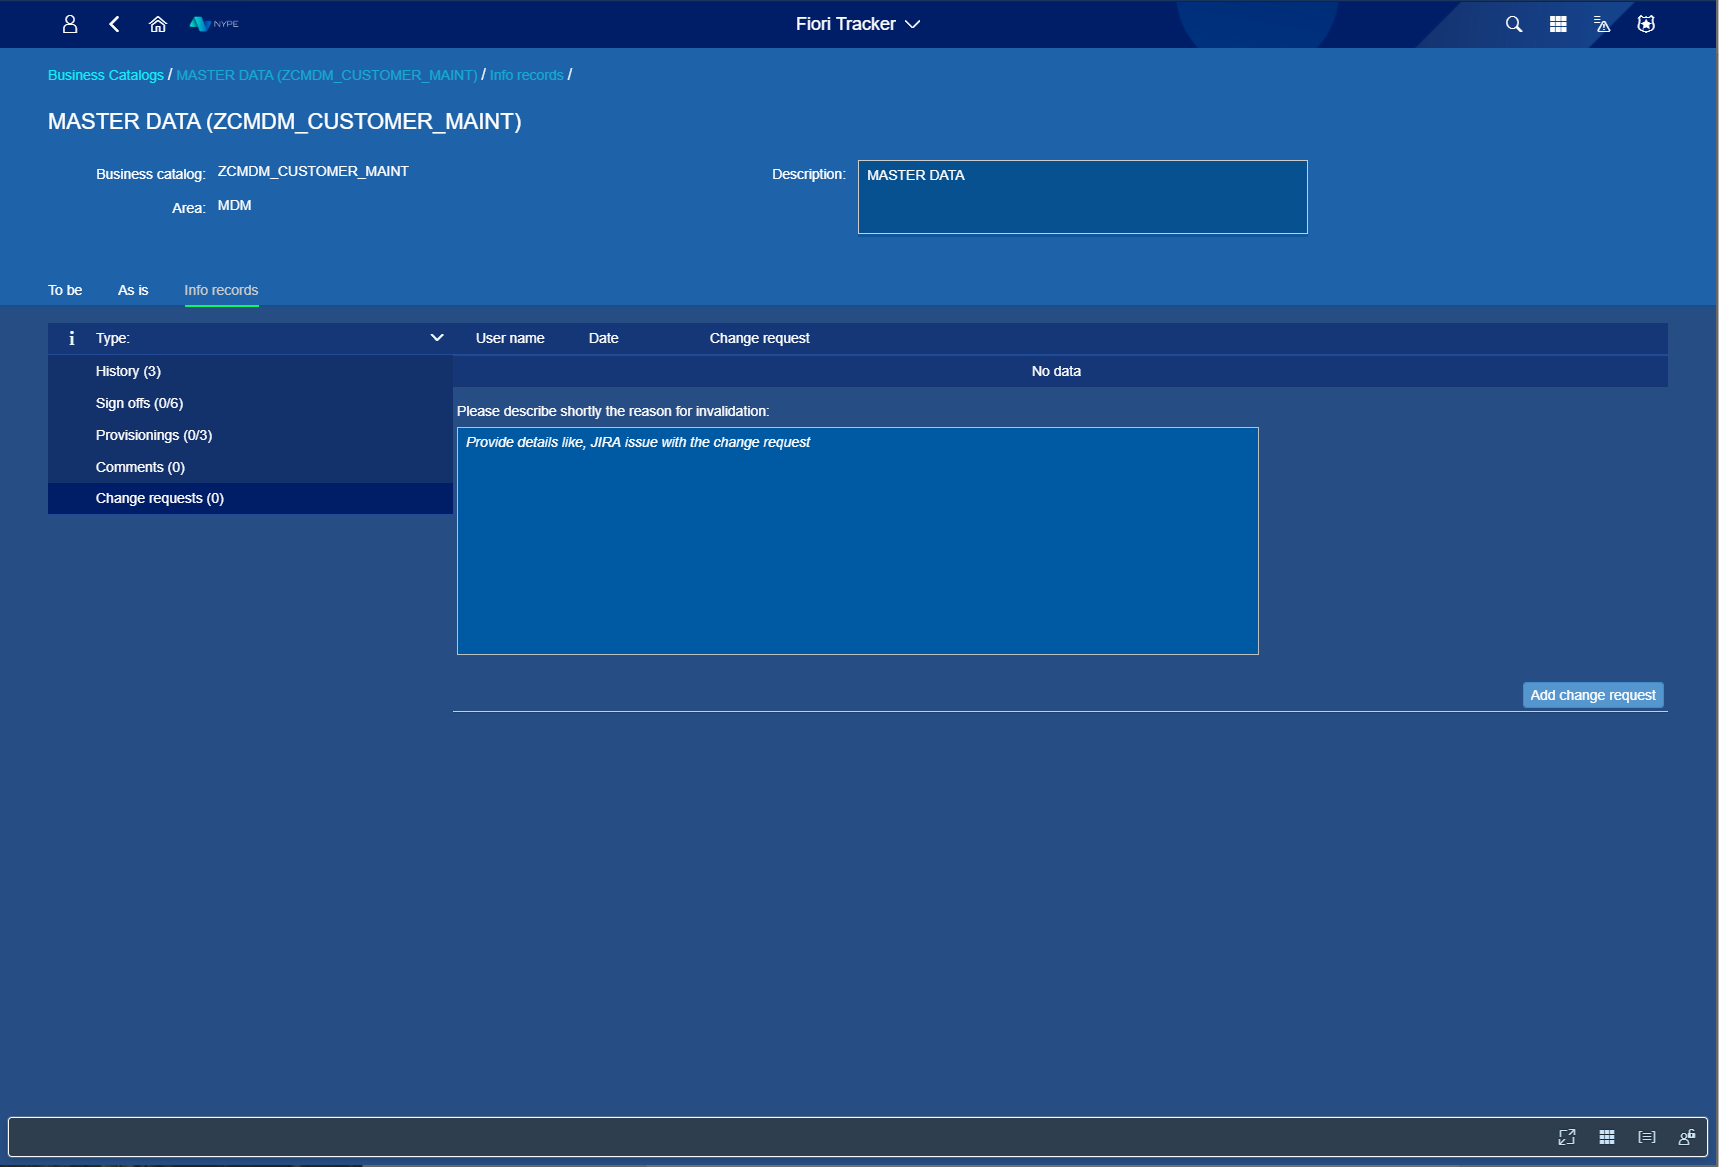 NYPE
Fiori Tracker
Business Catalogs / MASTER DATA (ZCMDM_CUSTOMER_MAINT) / Info records /
MASTER DATA (ZCMDM_CUSTOMER_MAINT)
Business catalog: ZCMDM_CUSTOMER_MAINT
Description: MASTER DATA
Area: MDM
To be As is Info records
Type: User name Date Change request
History (3) No data
Sign offs (0/6)
Provisionings (0/3)
Comments (0)
Change requests (0)
Please describe shortly the reason for invalidation:
Provide details like, JIRA issue with the change request
Add change request